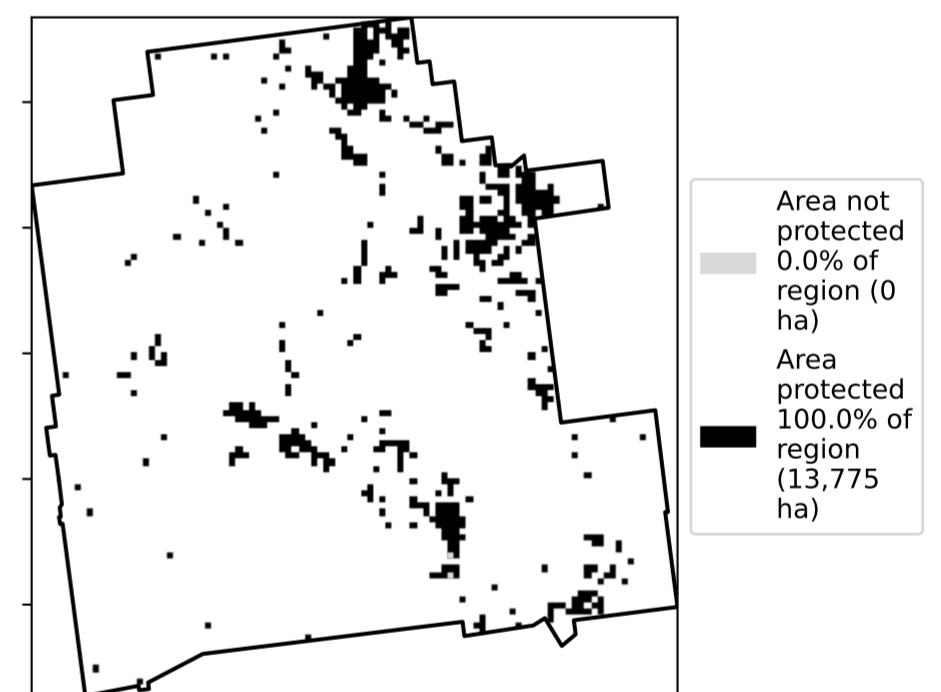 Area not
protected
0.0% of
region (0
ha)
Area
protected
100.0% of
region
(13,775
ha)